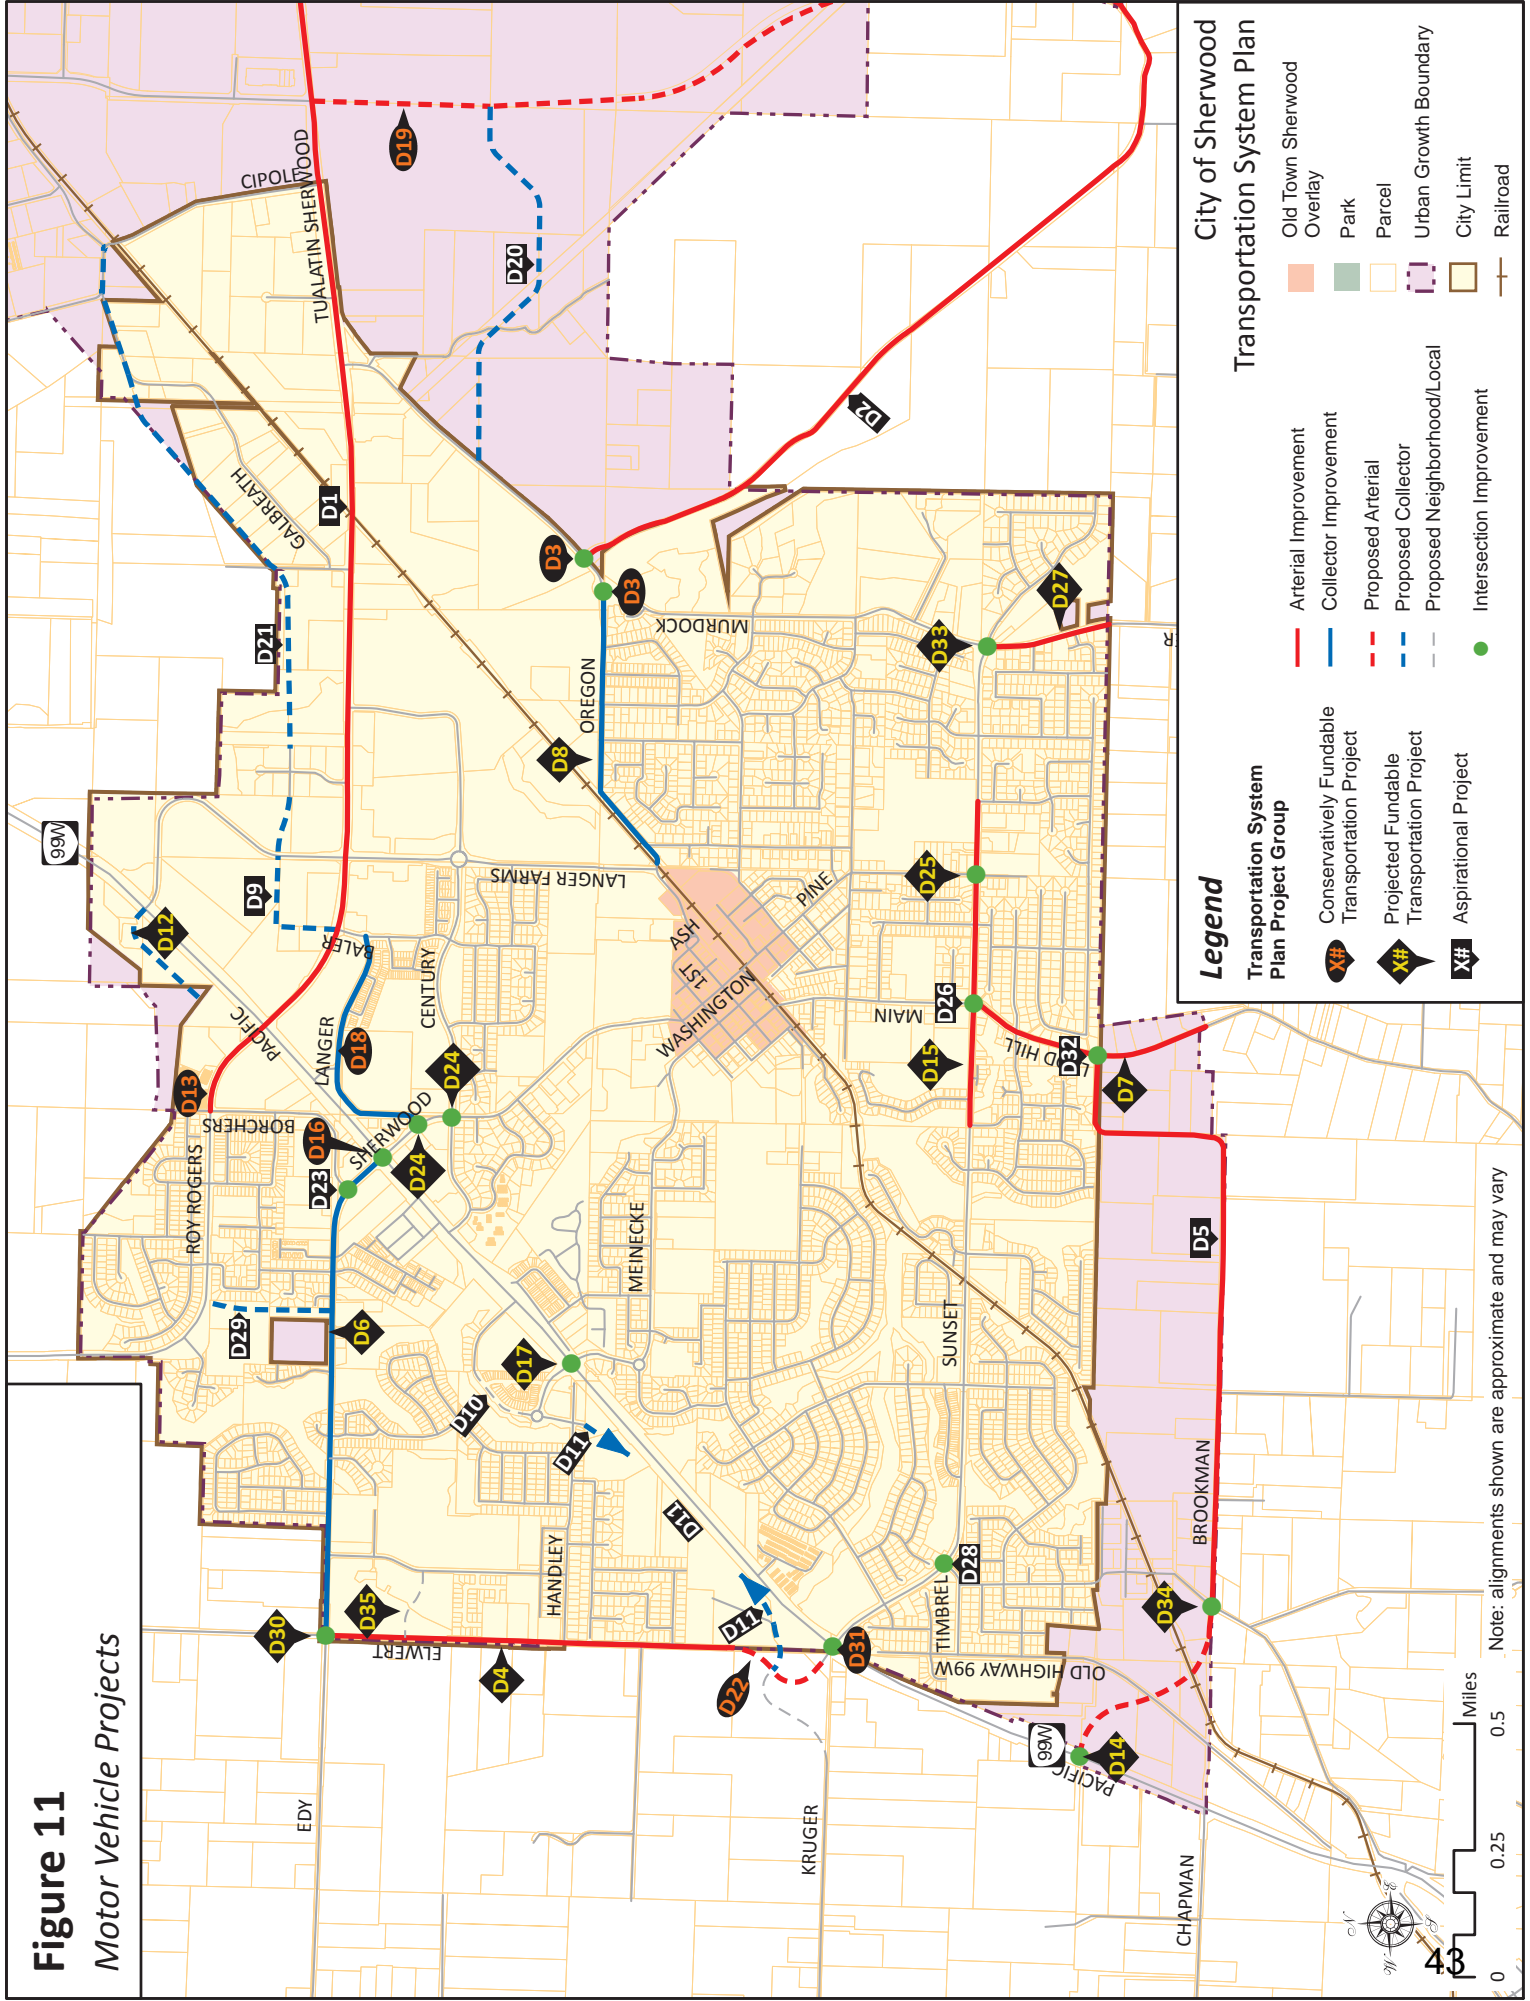 Figure 11
Motor Vehicle Projects
City of Sherwood
Transportation System Plan
Legend
Transportation System
Plan Project Group
X#
Conservatively Fundable
Transportation Project
X#
Projected Fundable
Transportation Project
X#
Aspirational Project
Arterial Improvement
Collector Improvement
Proposed Arterial
Proposed Collector
Proposed Neighborhood/Local
Intersection Improvement
Old Town Sherwood
Overlay
Park
Parcel
Urban Growth Boundary
City Limit
Railroad
EDY
ELWERT
D30
D35
D4
HANDLEY
D22
D11
D11
D11
D10
D17
D31
KRUGER
CHAPMAN
D14
99W
PACIFIC
OLD HIGHWAY 99W
TIMBREL
D28
D34
BROOKMAN
D5
SUNSET
MEINECKE
D29
D6
ROY ROGERS
BORCHERS
D13
D23
D16
SHERWOOD
D24
D24
LANGER
D18
CENTURY
BALER
PACIFIC
D12
99W
D9
LANGER FARMS
ASH
1ST
WASHINGTON
PINE
MAIN
D26
D15
D32
D7
D25
D8
OREGON
MURDOCK
D33
D27
ER
D3
D3
D2
D21
GALBREATH
D1
TUALATIN SHERWOOD
CIPOLE
D19
D20
Note: alignments shown are approximate and may vary
0
0.25
0.5
Miles
43